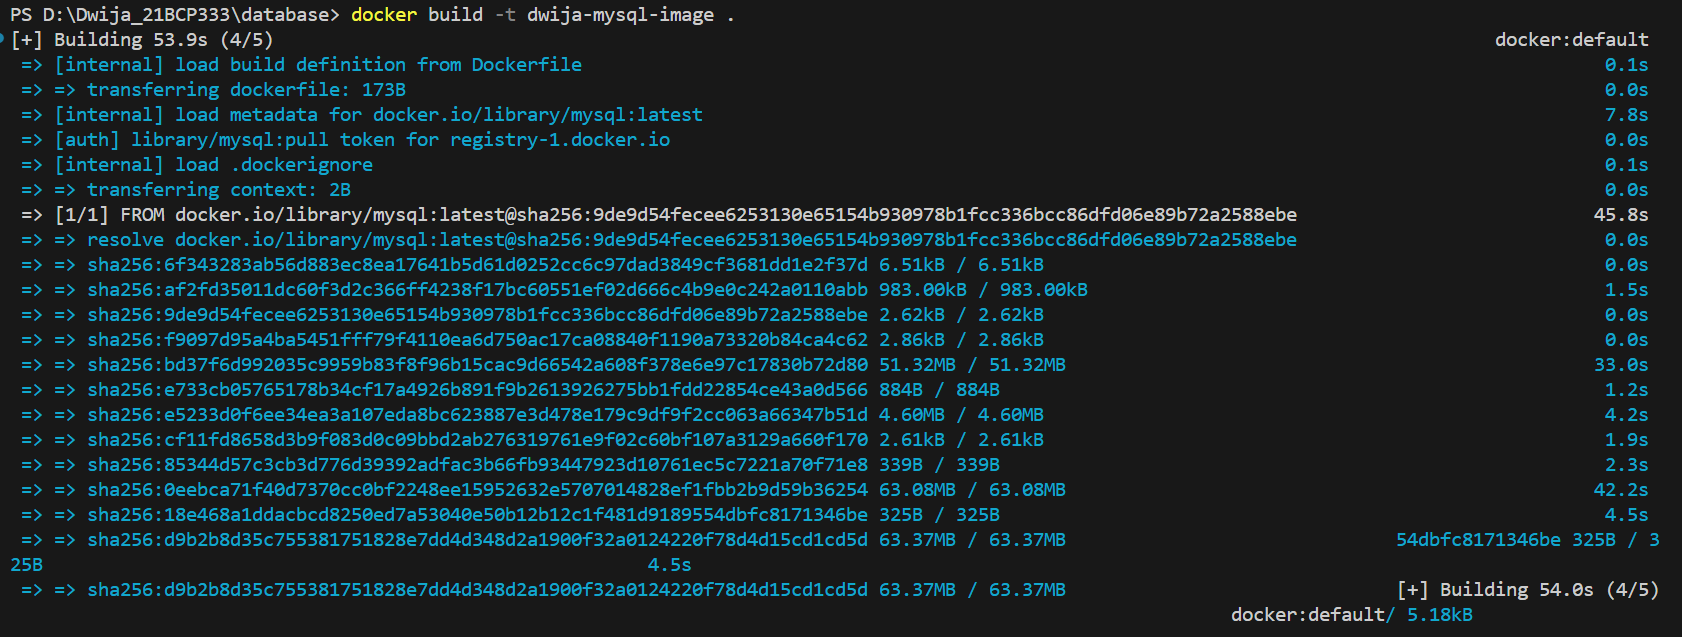 PS D:\Dwija_21BCP333\database> docker build -t dwija-mysql-image .
[+] Building 53.9s (4/5) docker:default
=> [internal] load build definition from Dockerfile 0.1s
=> => transferring dockerfile: 173B 0.0s
=> [internal] load metadata for docker.io/library/mysql:latest 7.8s
=> [auth] library/mysql:pull token for registry-1.docker.io 0.0s
=> [internal] load .dockerignore 0.1s
=> => transferring context: 2B 0.0s
=> [1/1] FROM docker.io/library/mysql:latest@sha256:9de9d54fecee6253130e65154b930978b1fcc336bcc86dfd06e89b72a2588ebe 45.8s
=> => resolve docker.io/library/mysql:latest@sha256:9de9d54fecee6253130e65154b930978b1fcc336bcc86dfd06e89b72a2588ebe 0.0s
=> => sha256:6f343283ab56d883ec8ea17641b5d61d0252cc6c97dad3849cf3681dd1e2f37d 6.51kB / 6.51kB 0.0s
=> => sha256:af2fd35011dc60f3d2c366ff4238f17bc60551ef02d666c4b9e0c242a0110abb 983.00kB / 983.00kB 1.5s
=> => sha256:9de9d54fecee6253130e65154b930978b1fcc336bcc86dfd06e89b72a2588ebe 2.62kB / 2.62kB 0.0s
=> => sha256:f9097d95a4ba5451fff79f4110ea6d750ac17ca08840f1190a73320b84ca4c62 2.86kB / 2.86kB 0.0s
=> => sha256:bd37f6d992035c9959b83f8f96b15cac9d66542a608f378e6e97c17830b72d80 51.32MB / 51.32MB 33.0s
=> => sha256:e733cb05765178b34cf17a4926b891f9b2613926275bb1fdd22854ce43a0d566 884B / 884B 1.2s
=> => sha256:e5233d0f6ee34ea3a107eda8bc623887e3d478e179c9df9f2cc063a66347b51d 4.60MB / 4.60MB 4.2s
=> => sha256:cf11fd8658d3b9f083d0c09bbd2ab276319761e9f02c60bf107a3129a660f170 2.61kB / 2.61kB 1.9s
=> => sha256:85344d57c3cb3d776d39392adfac3b66fb93447923d10761ec5c7221a70f71e8 339B / 339B 2.3s
=> => sha256:0eebca71f40d7370cc0bf2248ee15952632e5707014828ef1fbb2b9d59b36254 63.08MB / 63.08MB 42.2s
=> => sha256:18e468a1ddacbcd8250ed7a53040e50b12b12c1f481d9189554dbfc8171346be 325B / 325B 4.5s
=> => sha256:d9b2b8d35c755381751828e7dd4d348d2a1900f32a0124220f78d4d15cd1cd5d 63.37MB / 63.37MB 54dbfc8171346be 325B / 3
25B 4.5s
=> => sha256:d9b2b8d35c755381751828e7dd4d348d2a1900f32a0124220f78d4d15cd1cd5d 63.37MB / 63.37MB [+] Building 54.0s (4/5)
docker:default/ 5.18kB